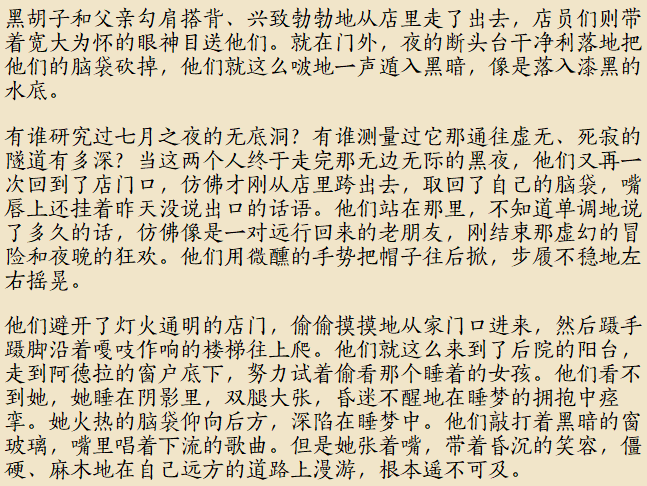 黑胡子和父亲勾肩搭背、兴致勃勃地从店里走了出去，店员们则带
着宽大为怀的眼神目送他们。就在门外，夜的断头台干净利落地把
他们的脑袋砍掉，他们就这么啵地一声遁入黑暗，像是落入漆黑的
水底。
有谁研究过七月之夜的无底洞？有谁测量过它那通往虚无、死寂的
隧道有多深？当这两个人终于走完那无边无际的黑夜，他们又再一
次回到了店门口，仿佛才刚从店里跨出去，取回了自己的脑袋，嘴
唇上还挂着昨天没说出口的话语。他们站在那里，不知道单调地说
了多久的话，仿佛像是一对远行回来的老朋友，刚结束那虚幻的冒
险和夜晚的狂欢。他们用微醺的手势把帽子往后掀，步履不稳地左
右摇晃。
他们避开了灯火通明的店门，偷偷摸摸地从家门口进来，然后蹑手
蹑脚沿着嘎吱作响的楼梯往上爬。他们就这么来到了后院的阳台，
走到阿德拉的窗户底下，努力试着偷看那个睡着的女孩。他们看不
到她，她睡在阴影里，双腿大张，昏迷不醒地在睡梦的拥抱中痉
挛。她火热的脑袋仰向后方，深陷在睡梦中。他们敲打着黑暗的窗
玻璃，嘴里唱着下流的歌曲。但是她张着嘴，带着昏沉的笑容，僵
硬、麻木地在自己远方的道路上漫游，根本遥不可及。